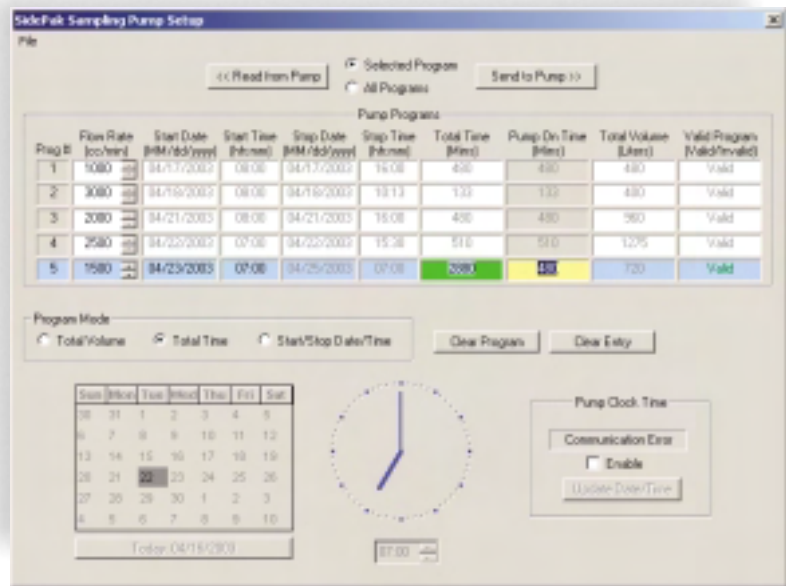 SidePak Sampling Pump Setup
File
<< Read from Pump
Selected Program
All Programs
Send to Pump >>
Pump Programs
Prog # Flow Rate (cc/min) Start Date (MM/dd/yyyy) Start Time (hh:mm) Stop Date (MM/dd/yyyy) Stop Time (hh:mm) Total Time (Mins) Pump On Time (Mins) Total Volume (Liters) Valid Program (Valid/Invalid)
1 1000 04/17/2003 08:00 04/17/2003 16:00 480 480 480 Valid
2 3000 04/18/2003 08:00 04/18/2003 10:13 133 133 400 Valid
3 2000 04/21/2003 08:00 04/21/2003 16:00 480 480 960 Valid
4 2500 04/22/2003 07:00 04/22/2003 15:30 510 510 1275 Valid
5 1500 04/23/2003 07:00 04/25/2003 07:00 2880 480 720 Valid
Program Mode
Total Volume Total Time Start/Stop Date/Time Clear Program Clear Entry
Sun Mon Tue Wed Thu Fri Sat
30 31 1 2 3 4 5
6 7 8 9 10 11 12
13 14 15 16 17 18 19
20 21 22 23 24 25 26
27 28 29 30 1 2 3
4 5 6 7 8 9 10
Today: 04/16/2003
07:00
Pump Clock Time
Communication Error
Enable
Update Date/Time